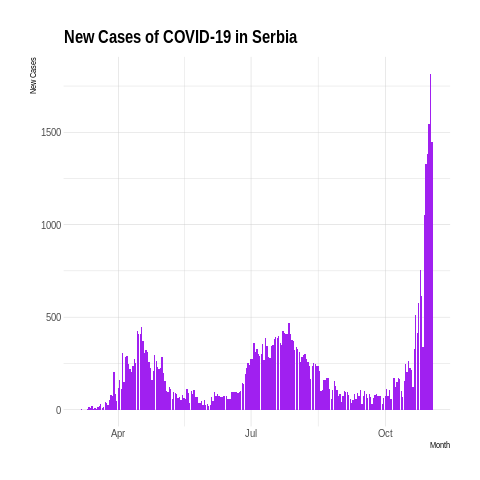 New Cases of COVID-19 in Serbia
New Cases
1500
1000
500
0
Apr
Jul
Oct
Month